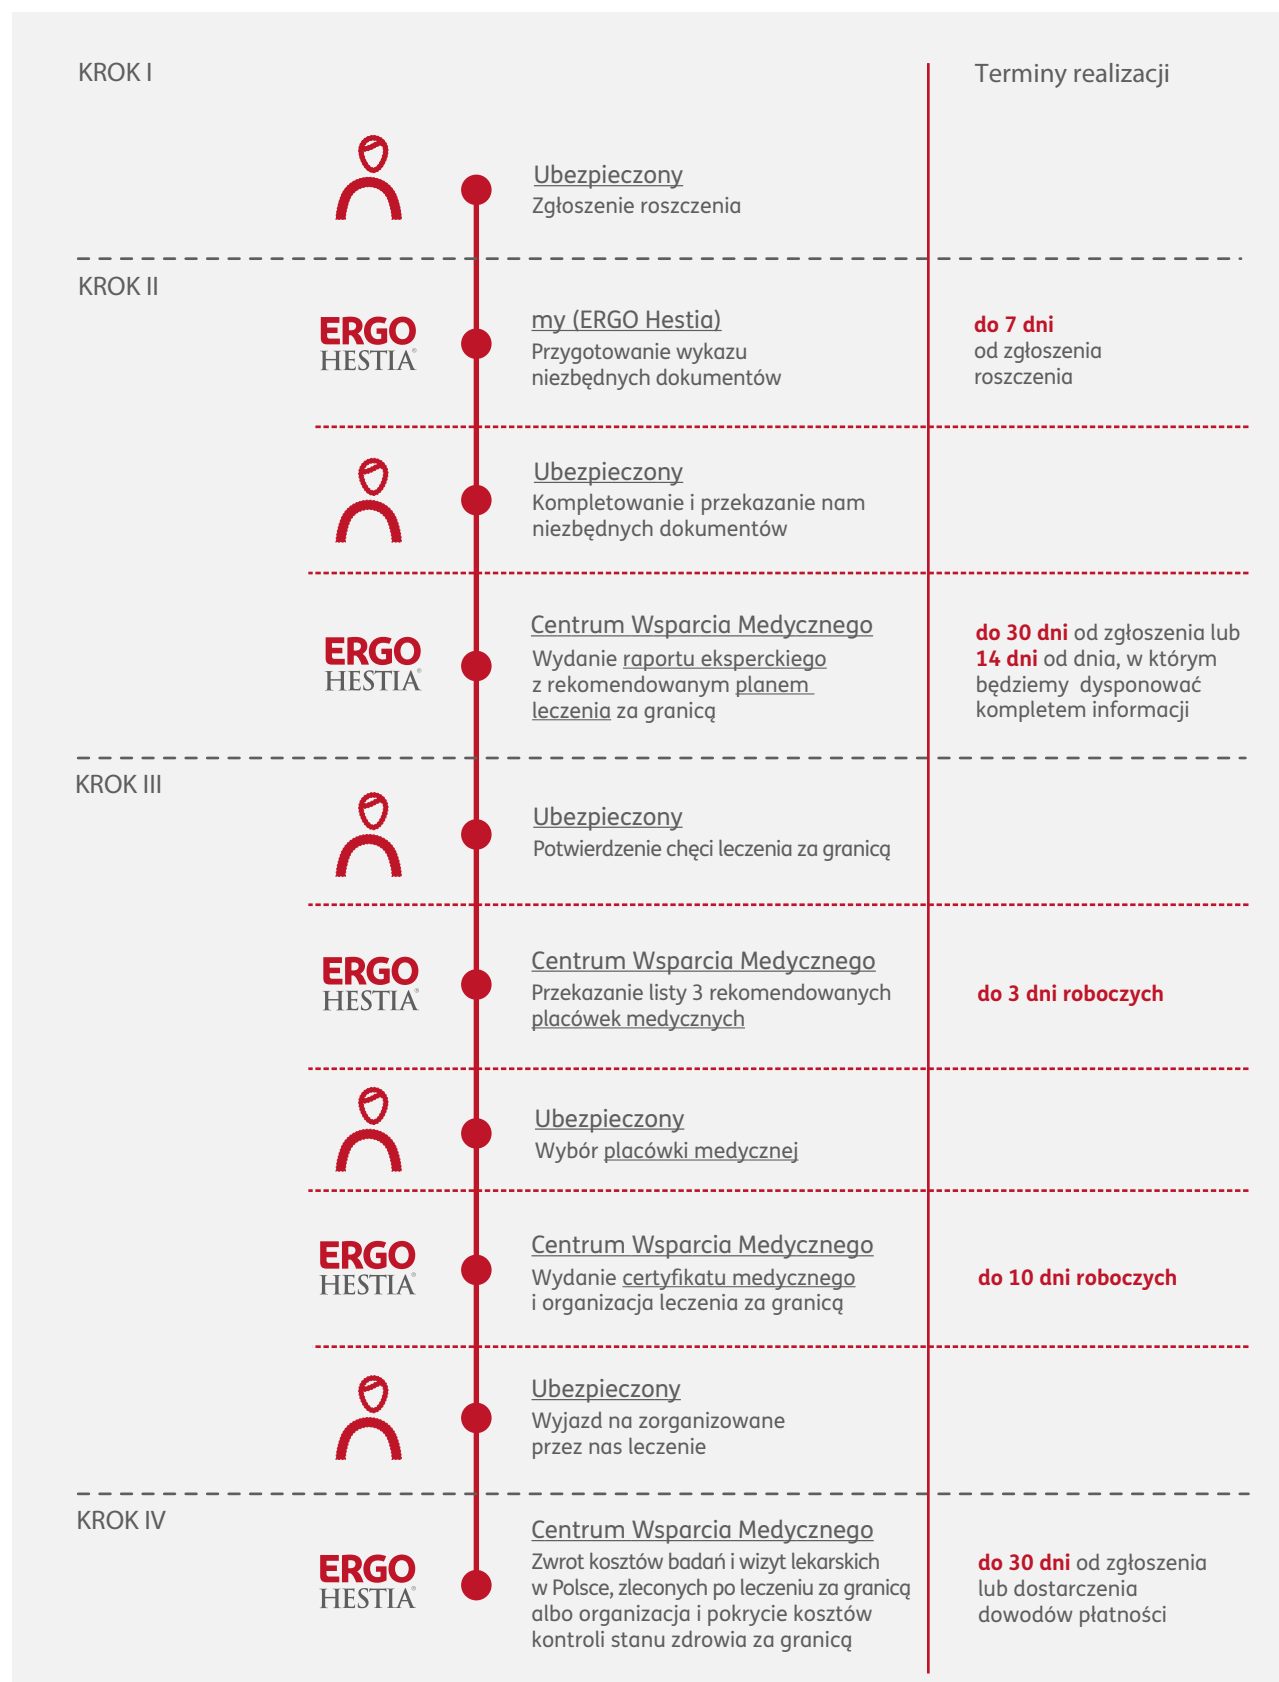 KROK I
Terminy realizacji
Ubezpieczony
Zgłoszenie roszczenia
KROK II
ERGO
HESTIA®
my (ERGO Hestia)
Przygotowanie wykazu
niezbędnych dokumentów
do 7 dni
od zgłoszenia
roszczenia
Ubezpieczony
Kompletowanie i przekazanie nam
niezbędnych dokumentów
ERGO
HESTIA®
Centrum Wsparcia Medycznego
Wydanie raportu eksperckiego
z rekomendowanym planem
leczenia za granicą
do 30 dni od zgłoszenia lub
14 dni od dnia, w którym
będziemy dysponować
kompletem informacji
KROK III
Ubezpieczony
Potwierdzenie chęci leczenia za granicą
ERGO
HESTIA®
Centrum Wsparcia Medycznego
Przekazanie listy 3 rekomendowanych
placówek medycznych
do 3 dni roboczych
Ubezpieczony
Wybór placówki medycznej
ERGO
HESTIA®
Centrum Wsparcia Medycznego
Wydanie certyfikatu medycznego
i organizacja leczenia za granicą
do 10 dni roboczych
Ubezpieczony
Wyjazd na zorganizowane
przez nas leczenie
KROK IV
ERGO
HESTIA®
Centrum Wsparcia Medycznego
Zwrot kosztów badań i wizyt lekarskich
w Polsce, zleconych po leczeniu za granicą
albo organizacja i pokrycie kosztów
kontroli stanu zdrowia za granicą
do 30 dni od zgłoszenia
lub dostarczenia
dowodów płatności